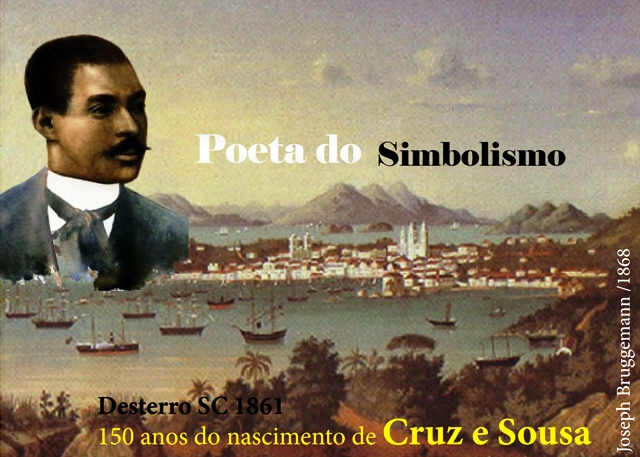 Poeta do Simbolismo
Desterro SC 1861
150 anos do nascimento de Cruz e Sousa
Joseph Bruggemann /1868